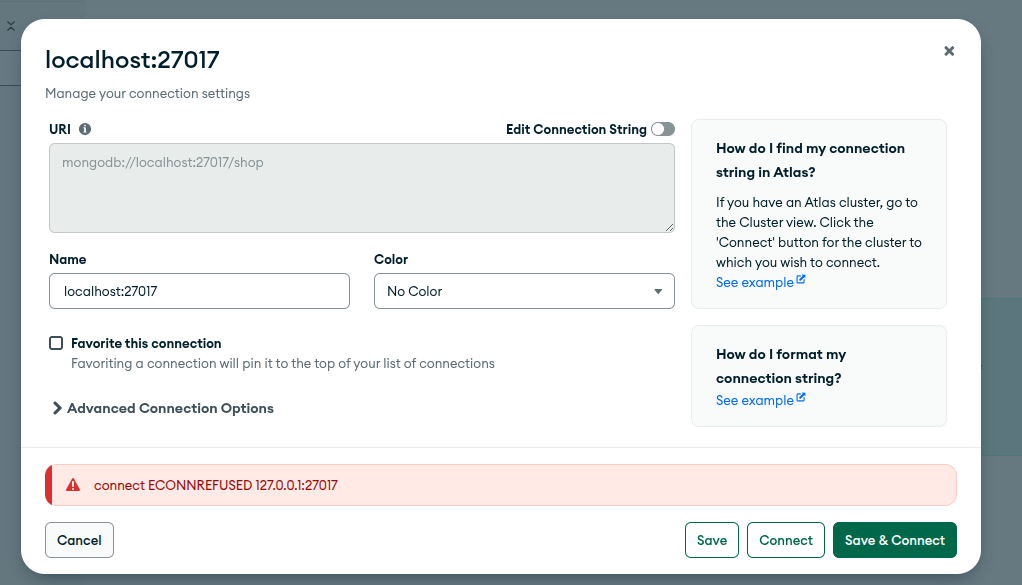 localhost:27017
Manage your connection settings
URI
Edit Connection String
mongodb://localhost:27017/shop
Name
Color
localhost:27017
No Color
Favorite this connection
Favoriting a connection will pin it to the top of your list of connections
Advanced Connection Options
How do I find my connection
string in Atlas?
If you have an Atlas cluster, go to
the Cluster view. Click the
'Connect' button for the cluster to
which you wish to connect.
See example
How do I format my
connection string?
See example
connect ECONNREFUSED 127.0.0.1:27017
Cancel
Save
Connect
Save & Connect